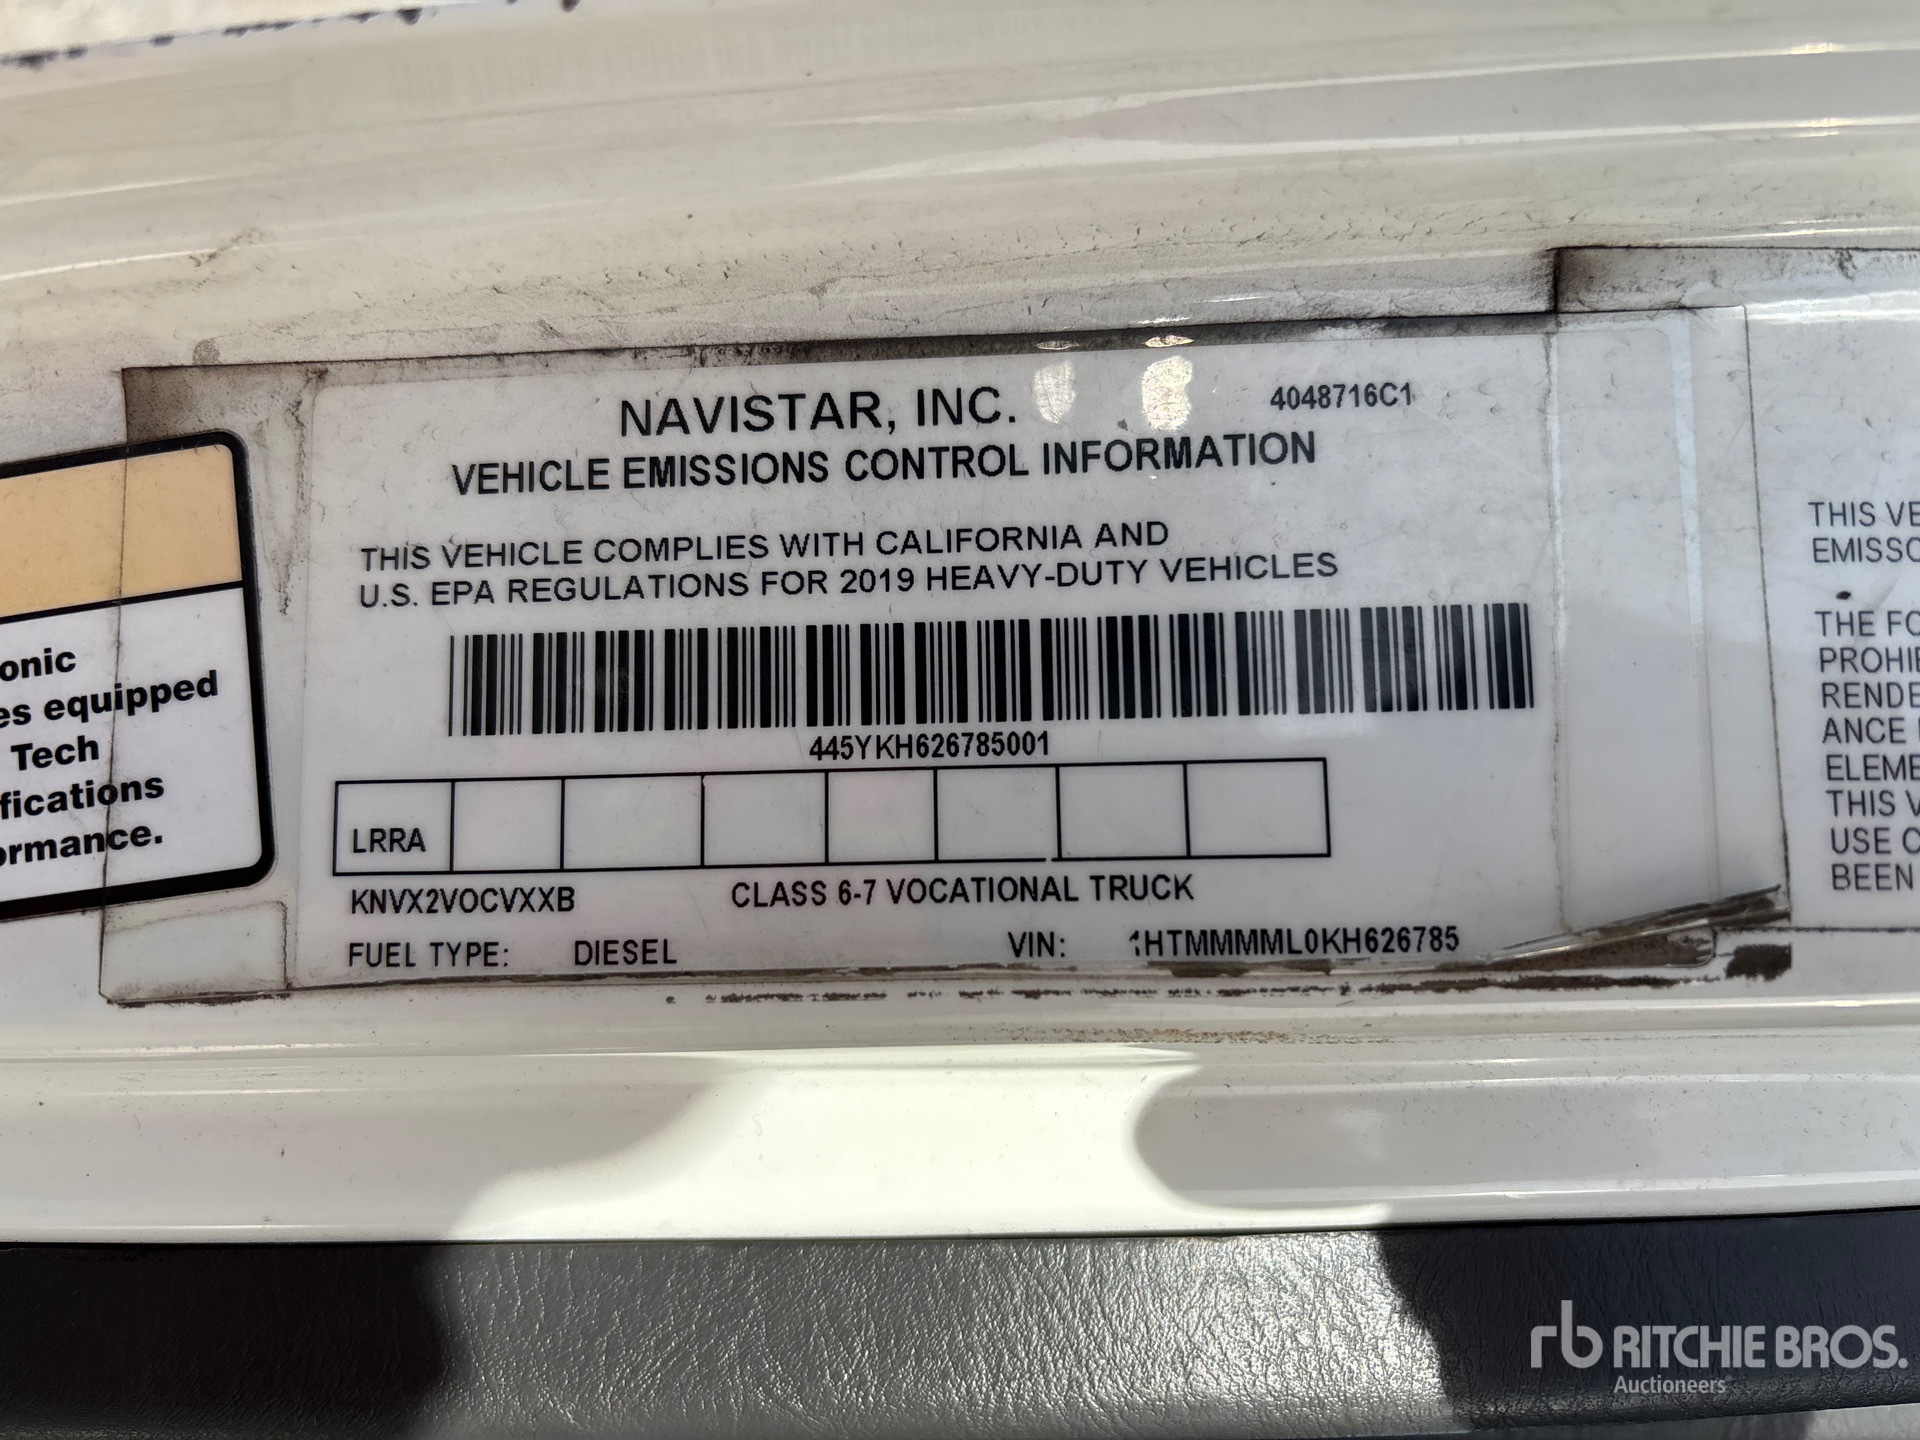 NAVISTAR, INC.
4048716C1
VEHICLE EMISSIONS CONTROL INFORMATION
THIS VEHICLE COMPLIES WITH CALIFORNIA AND
U.S. EPA REGULATIONS FOR 2019 HEAVY-DUTY VEHICLES
445YKH626785001
LRRA
KNVX2VOCVXXB CLASS 6-7 VOCATIONAL TRUCK
FUEL TYPE: DIESEL VIN: 1HTMMMML0KH626785
onic
es equipped
Tech
fications
ormance.
THIS VE
EMISSO
THE FO
PROHIE
RENDE
ANCE
ELEME
THIS V
USE C
BEEN
rb RITCHIE BROS.
Auctioneers